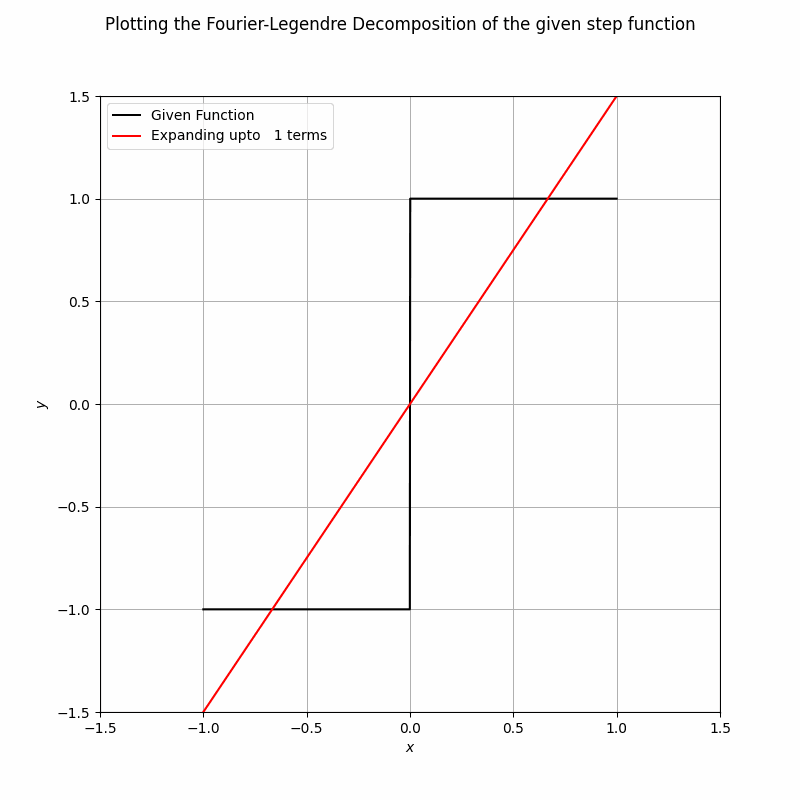 Plotting the Fourier-Legendre Decomposition of the given step function
Given Function
Expanding upto   1 terms
1.5
1.0
0.5
0.0
−0.5
−1.0
−1.5
y
−1.5 −1.0 −0.5 0.0 0.5 1.0 1.5
x